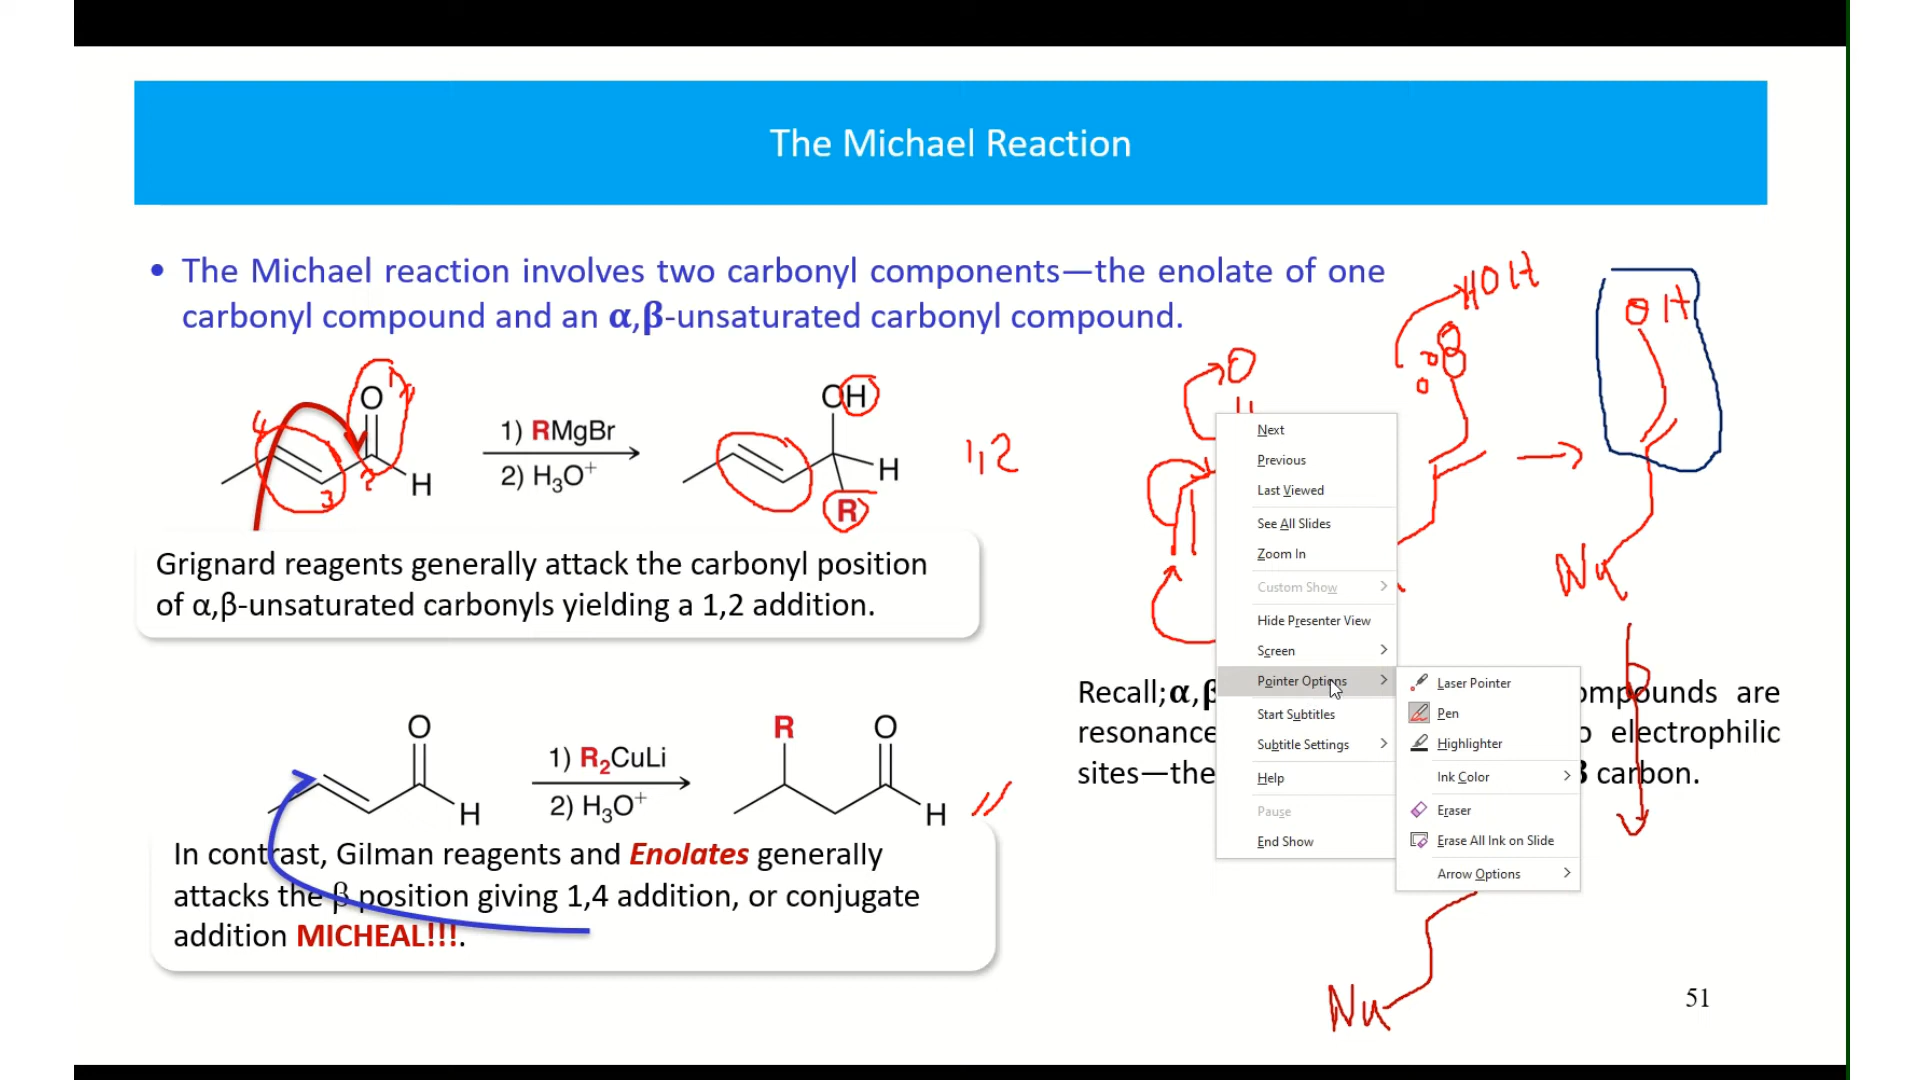 The Michael Reaction
• The Michael reaction involves two carbonyl components—the enolate of one
carbonyl compound and an α,β-unsaturated carbonyl compound.
O
H
4
3
2
1
1) RMgBr
2) H3O+
OH
H
R
1,2
Grignard reagents generally attack the carbonyl position
of α,β-unsaturated carbonyls yielding a 1,2 addition.
O
H
1) R2CuLi
2) H3O+
R
O
H
In contrast, Gilman reagents and Enolates generally
attacks the β position giving 1,4 addition, or conjugate
addition MICHEAL!!!.
O
HOH
OH
Nu
Nu
Recall;α,β
ompounds are
resonance
electrophilic
sites—the
carbon.
Next
Previous
Last Viewed
See All Slides
Zoom In
Custom Show
Hide Presenter View
Screen
Pointer Options
Start Subtitles
Subtitle Settings
Help
Pause
End Show
Laser Pointer
Pen
Highlighter
Ink Color
Eraser
Erase All Ink on Slide
Arrow Options
51